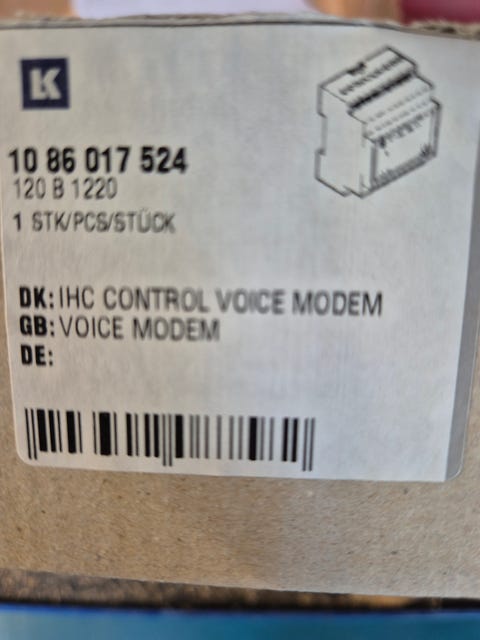 LK
10 86 017 524
120 B 1220
1 STK/PCS/STÜCK
DK: IHC CONTROL VOICE MODEM
GB: VOICE MODEM
DE: